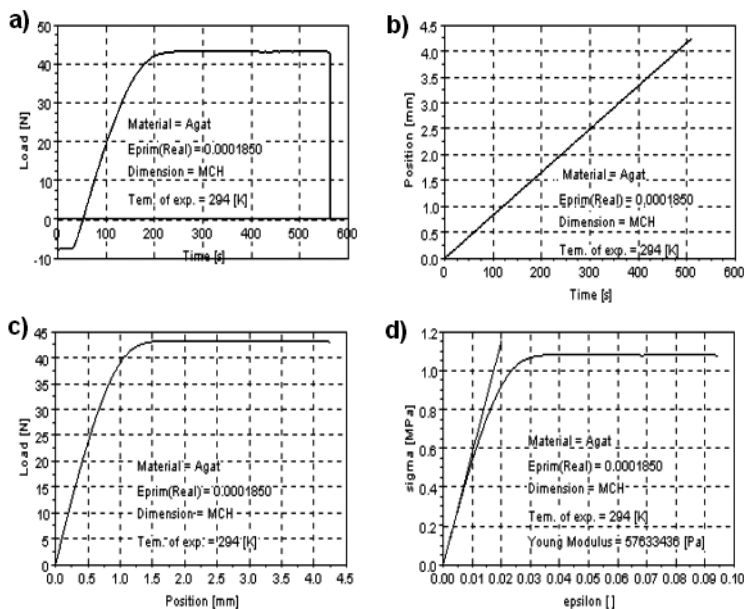 a)
50
40
30
20
10
0
-10
Load [N]
Material = Agat
Eprim(Real) = 0.0001850
Dimension = MCH
Tem. of exp. = 294 [K]
0 100 200 300 400 500 600
Time [s]
b)
4.5
4.0
3.5
3.0
2.5
2.0
1.5
1.0
0.5
0.0
Position [mm]
Material = Agat
Eprim(Real) = 0.0001850
Dimension = MCH
Tem. of exp. = 294 [K]
0 100 200 300 400 500 600
Time [s]
c)
45
40
35
30
25
20
15
10
5
0
Load [N]
Material = Agat
Eprim(Real) = 0.0001850
Dimension = MCH
Tem. of exp. = 294 [K]
0.0 0.5 1.0 1.5 2.0 2.5 3.0 3.5 4.0 4.5
Position [mm]
d)
1.2
1.0
0.8
0.6
0.4
0.2
0.0
sigma [MPa]
Material = Agat
Eprim(Real) = 0.0001850
Dimension = MCH
Tem. of exp. = 294 [K]
Young Modulus = 57633436 [Pa]
0.00 0.01 0.02 0.03 0.04 0.05 0.06 0.07 0.08 0.09 0.10
epsilon [ ]